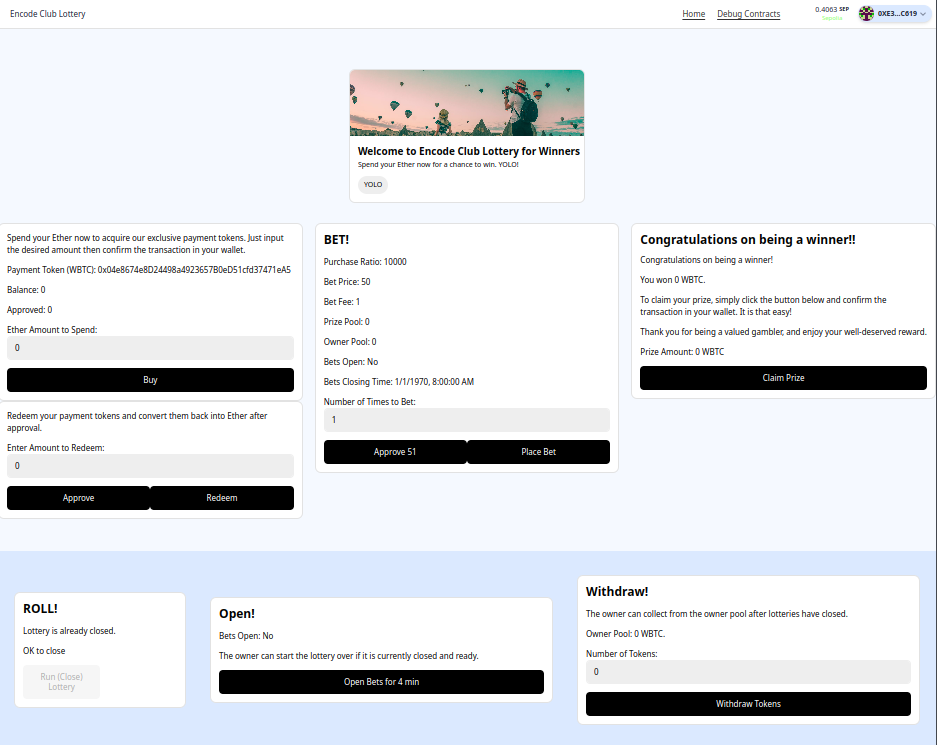 Encode Club Lottery
Home
Debug Contracts
0.4063 SEP
Sepolia
0XE3...C619
Welcome to Encode Club Lottery for Winners
Spend your Ether now for a chance to win. YOLO!
YOLO
Spend your Ether now to acquire our exclusive payment tokens. Just input
the desired amount then confirm the transaction in your wallet.
Payment Token (WBTC): 0x04e8674e8D24498a4923657B0eD51cfd37471eA5
Balance: 0
Approved: 0
Ether Amount to Spend:
0
Buy
Redeem your payment tokens and convert them back into Ether after
approval.
Enter Amount to Redeem:
0
Approve
Redeem
BET!
Purchase Ratio: 10000
Bet Price: 50
Bet Fee: 1
Prize Pool: 0
Owner Pool: 0
Bets Open: No
Bets Closing Time: 1/1/1970, 8:00:00 AM
Number of Times to Bet:
1
Approve 51
Place Bet
Congratulations on being a winner!!
Congratulations on being a winner!
You won 0 WBTC.
To claim your prize, simply click the button below and confirm the
transaction in your wallet. It is that easy!
Thank you for being a valued gambler, and enjoy your well-deserved reward.
Prize Amount: 0 WBTC
Claim Prize
ROLL!
Lottery is already closed.
OK to close
Run (Close)
Lottery
Open!
Bets Open: No
The owner can start the lottery over if it is currently closed and ready.
Open Bets for 4 min
Withdraw!
The owner can collect from the owner pool after lotteries have closed.
Owner Pool: 0 WBTC.
Number of Tokens:
0
Withdraw Tokens